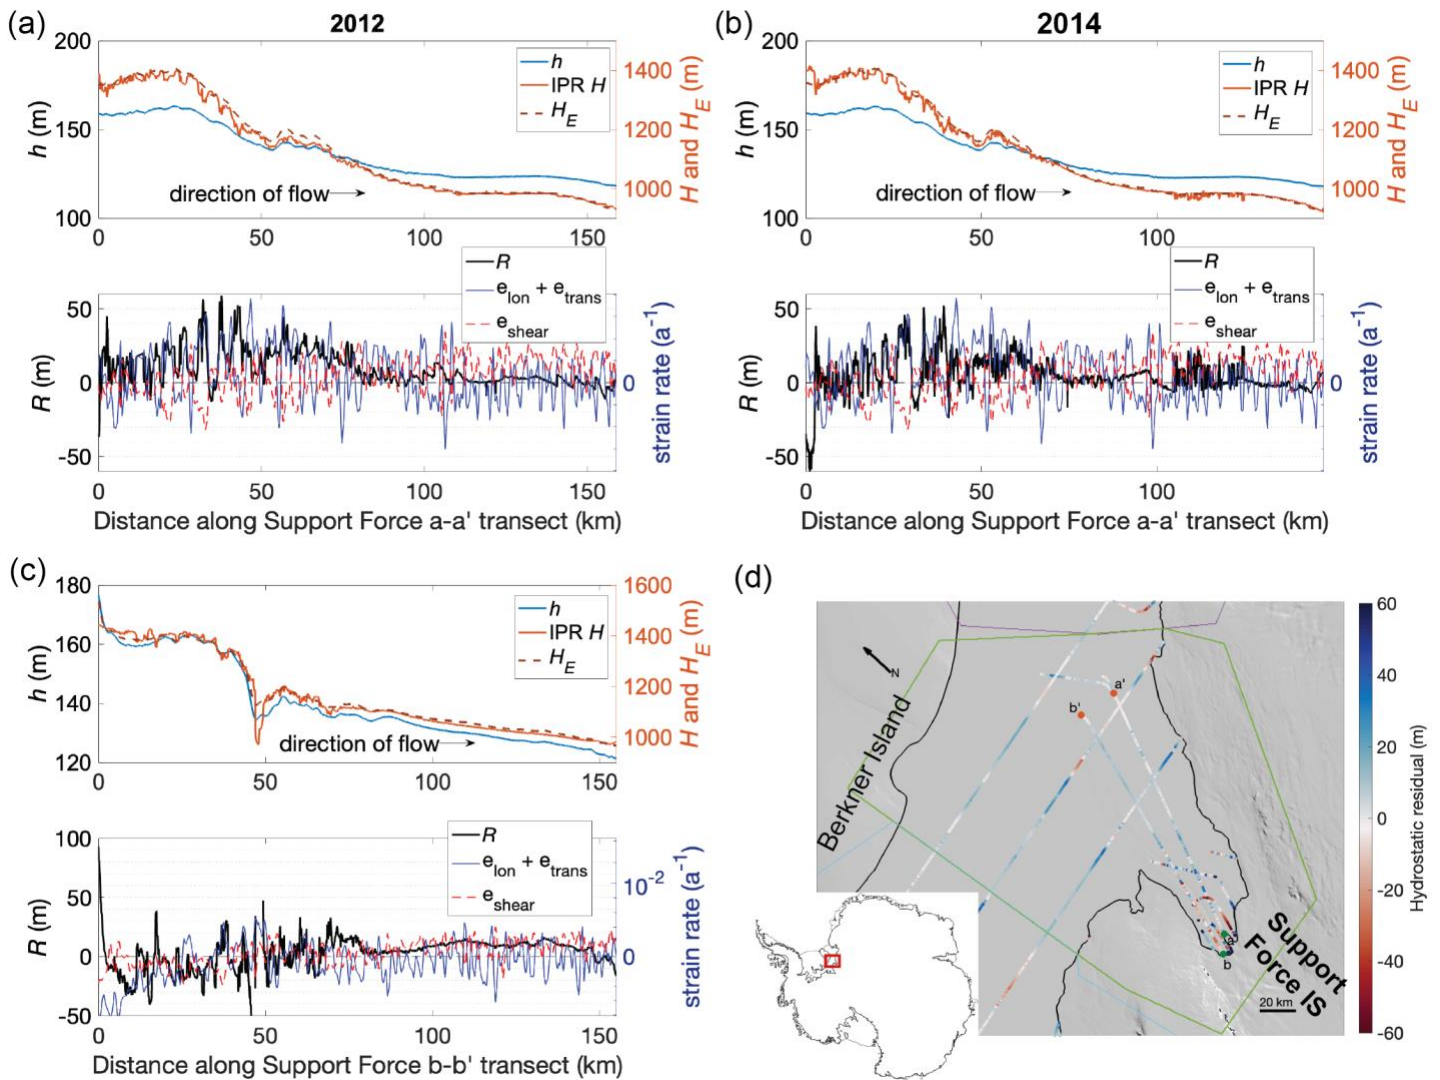 (a)
2012
200
150
100
h (m)
h
IPR H
H_E
1400
1200
1000
H and H_E (m)
direction of flow
0 50 100 150
R
e_lon + e_trans
e_shear
50
0
-50
R (m)
0
strain rate (a⁻¹)
0 50 100 150
Distance along Support Force a-a' transect (km)
(b)
2014
200
150
100
h (m)
h
IPR H
H_E
1400
1200
1000
H and H_E (m)
direction of flow
0 50 100
R
e_lon + e_trans
e_shear
50
0
-50
R (m)
0
strain rate (a⁻¹)
0 50 100
Distance along Support Force a-a' transect (km)
(c)
180
160
140
120
h (m)
h
IPR H
H_E
1600
1400
1200
1000
H and H_E (m)
direction of flow
0 50 100 150
R
e_lon + e_trans
e_shear
100
50
0
-50
R (m)
10⁻²
0
strain rate (a⁻¹)
0 50 100 150
Distance along Support Force b-b' transect (km)
(d)
N
a'
b'
Berkner Island
b
Support
Force IS
20 km
60
40
20
0
-20
-40
-60
Hydrostatic residual (m)